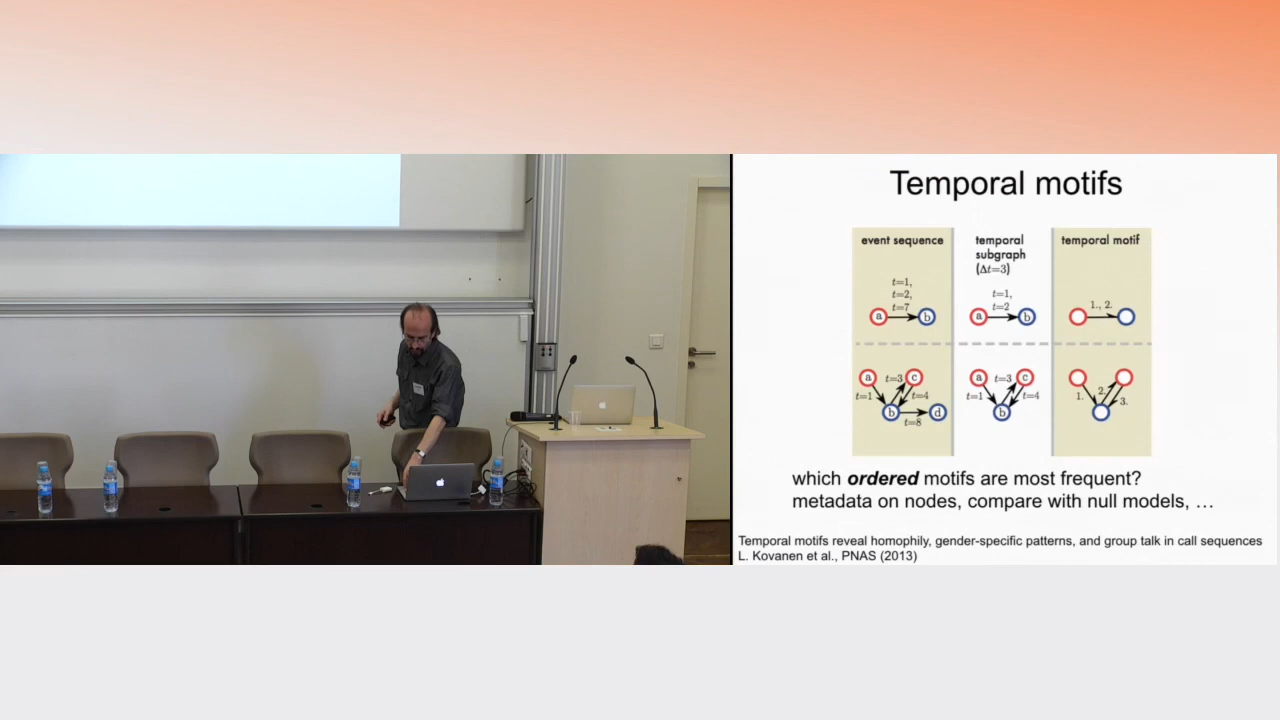 Temporal motifs
event sequence
temporal
subgraph
(Δt=3)
temporal motif
t=1,
t=2,
t=7
a
b
t=1,
t=2
a
b
1., 2.
a
c
t=3
t=1
t=4
b
d
t=8
a
c
t=3
t=1
t=4
b
1.
2.
3.
which ordered motifs are most frequent?
metadata on nodes, compare with null models, …
Temporal motifs reveal homophily, gender-specific patterns, and group talk in call sequences
L. Kovanen et al., PNAS (2013)